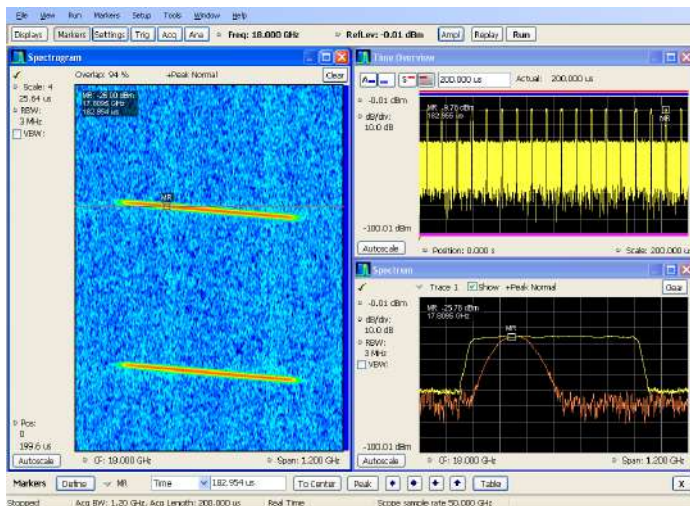 File View Run Markers Setup Tools Window Help
Displays Markers Settings Trig Acq Ana Freq: 18.000 GHz RefLev: -0.01 dBm Ampl Replay Run
Spectrogram
Overlap: 94 % +Peak Normal Clear
Scale: 4
25.64 us
RBW:
3 MHz
VBW:
MR: -26.00 dBm
17.8095 GHz
182.954 us
MR
Pos:
0
199.6 us
Autoscale CF: 18.000 GHz Span: 1.200 GHz
Time Overview
200.000 us Actual: 200.000 us
-0.01 dBm
dB/div:
10.0 dB
MR: -9.76 dBm
MR
-100.01 dBm
Autoscale Position: 0.000 s Scale: 200.000 us
Spectrum
Trace 1 Show +Peak Normal Clear
-0.01 dBm
dB/div:
10.0 dB
RBW:
3 MHz
VBW:
MR: -25.76 dBm
17.8095 GHz
MR
-100.01 dBm
Autoscale CF: 18.000 GHz Span: 1.200 GHz
Markers Define MR Time 182.954 us To Center Peak Table X
Stopped Acq BW: 1.20 GHz, Acq Length: 200.000 us Real Time Scope sample rate 50.000 GHz